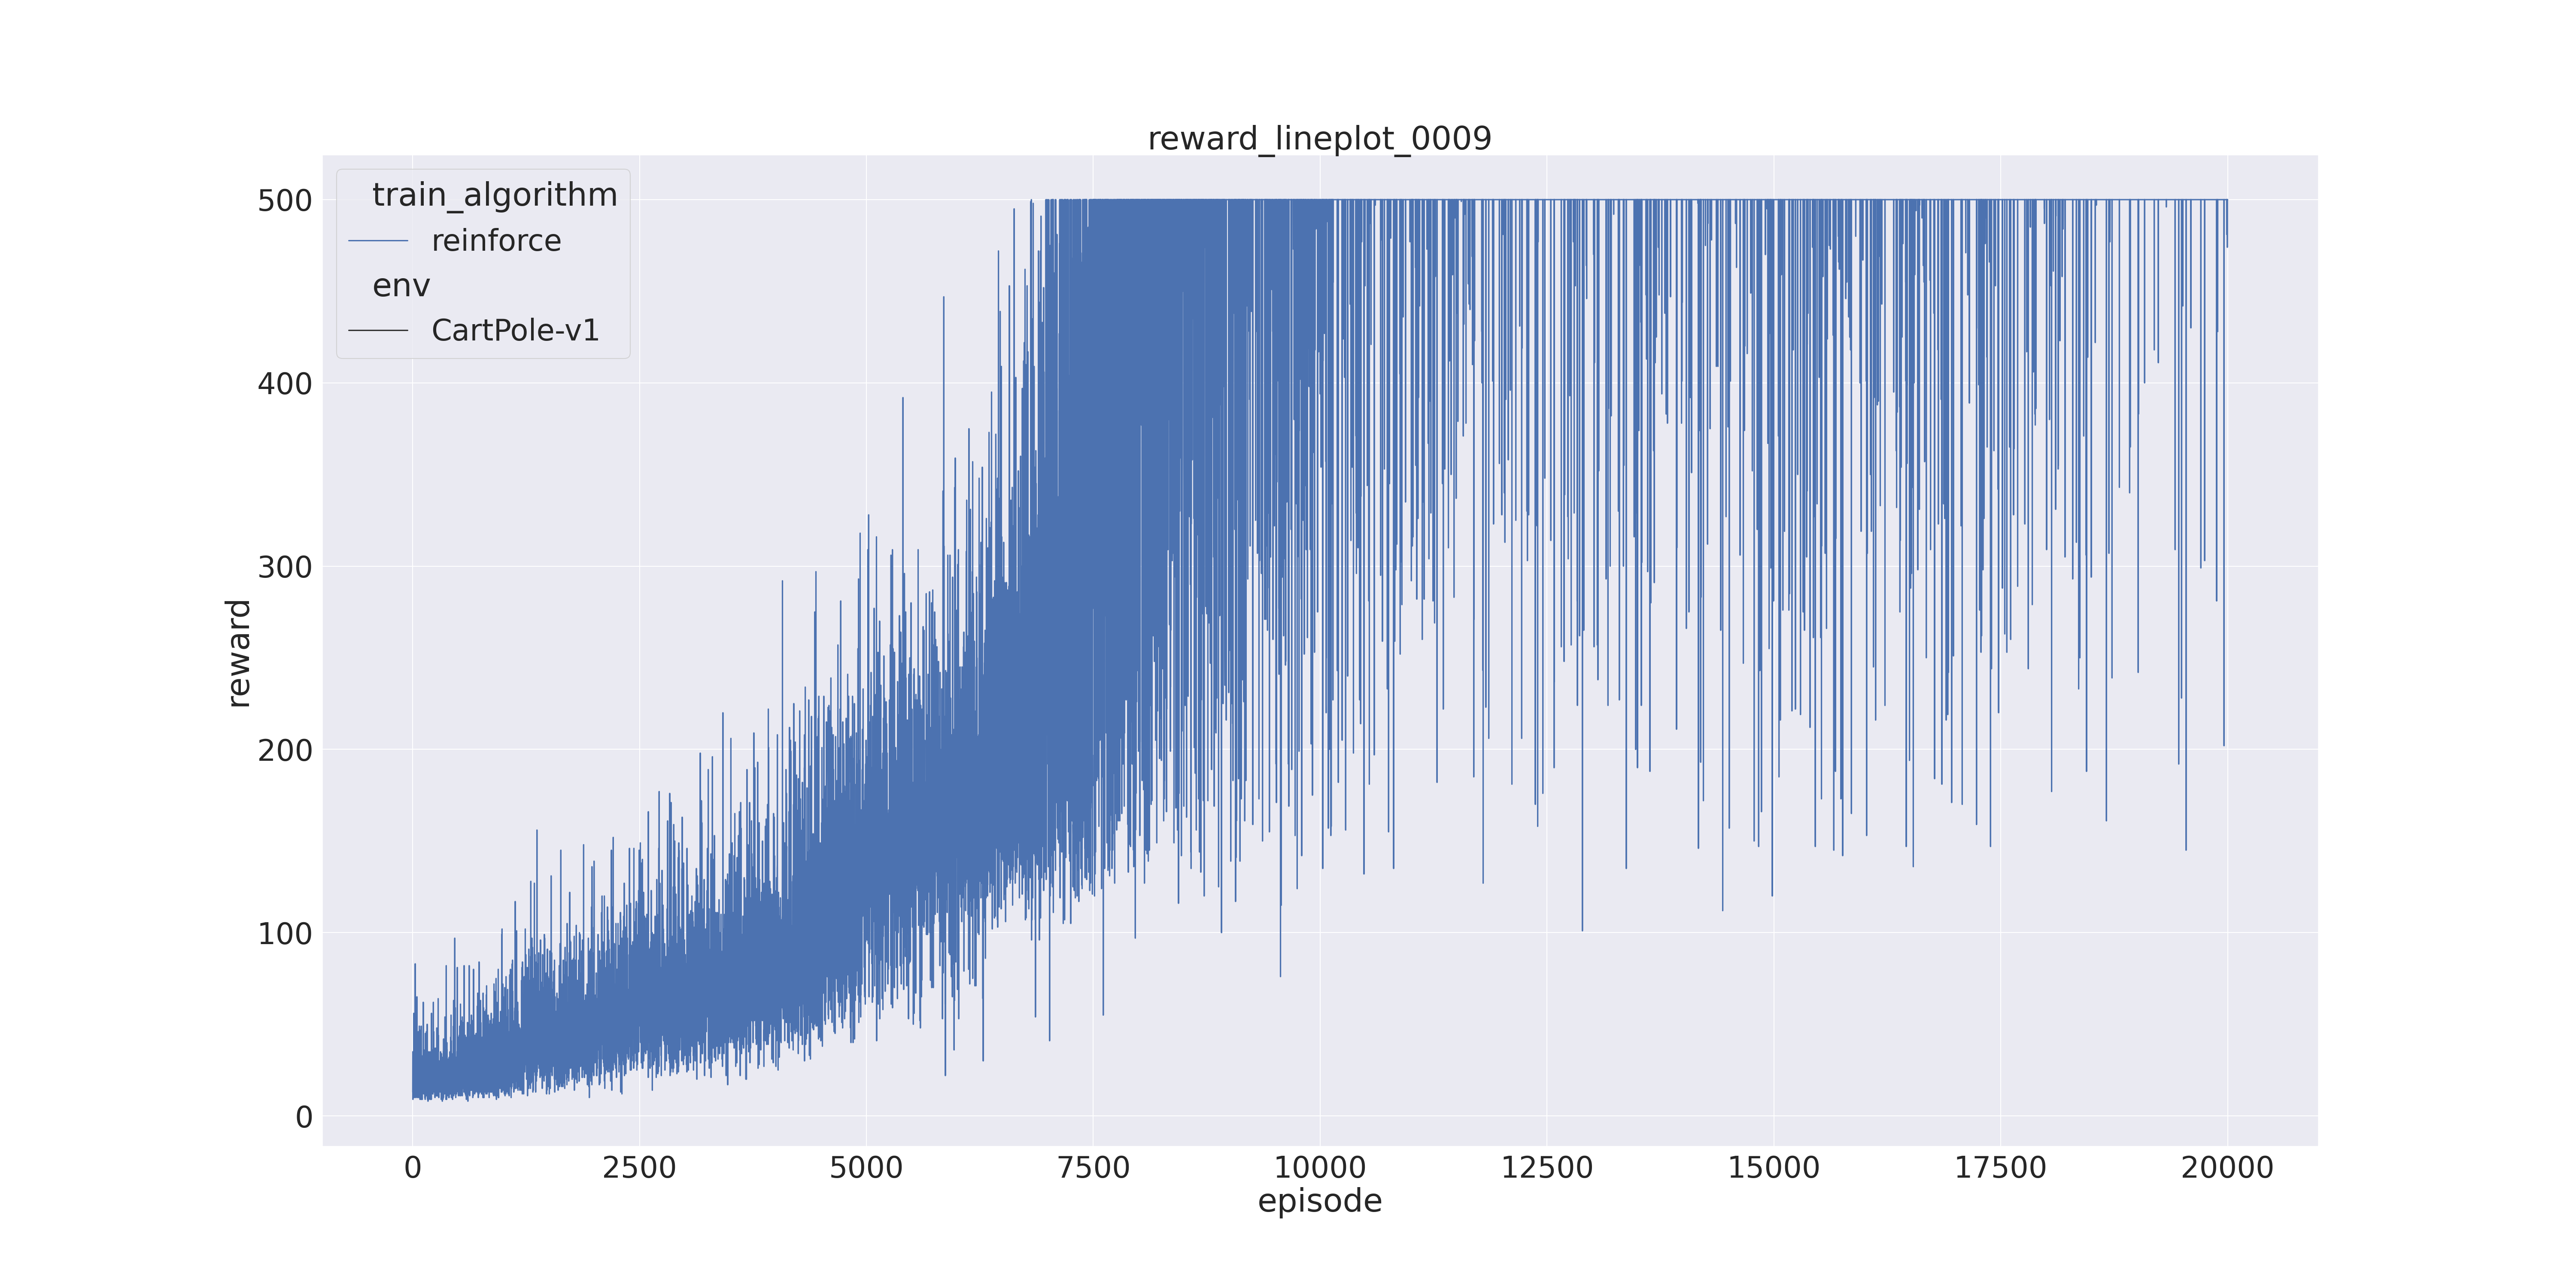 reward_lineplot_0009
train_algorithm
reinforce
env
CartPole-v1
500
400
300
200
100
0
reward
0 2500 5000 7500 10000 12500 15000 17500 20000
episode